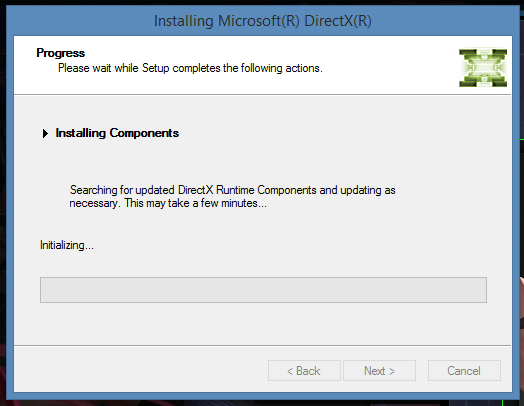 Installing Microsoft(R) DirectX(R)
Progress
Please wait while Setup completes the following actions.
Installing Components
Searching for updated DirectX Runtime Components and updating as
necessary. This may take a few minutes...
Initializing...
< Back
Next >
Cancel